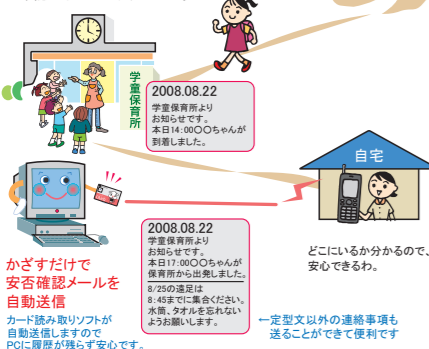 学童保育所
2008.08.22
学童保育所より
お知らせです。
本日14:00〇〇ちゃんが
到着しました。
自宅
2008.08.22
学童保育所より
お知らせです。
本日17:00〇〇ちゃんが
保育所から出発しました。
8/25の遠足は
8:45までに集合ください。
水筒、タオルを忘れない
ようお願いします。
どこにいるか分かるので、
安心できるわ。
かざすだけで
安否確認メールを
自動送信
カード読み取りソフトが
自動送信しますので
PCに履歴が残らず安心です。
←定型文以外の連絡事項も
送ることができて便利です